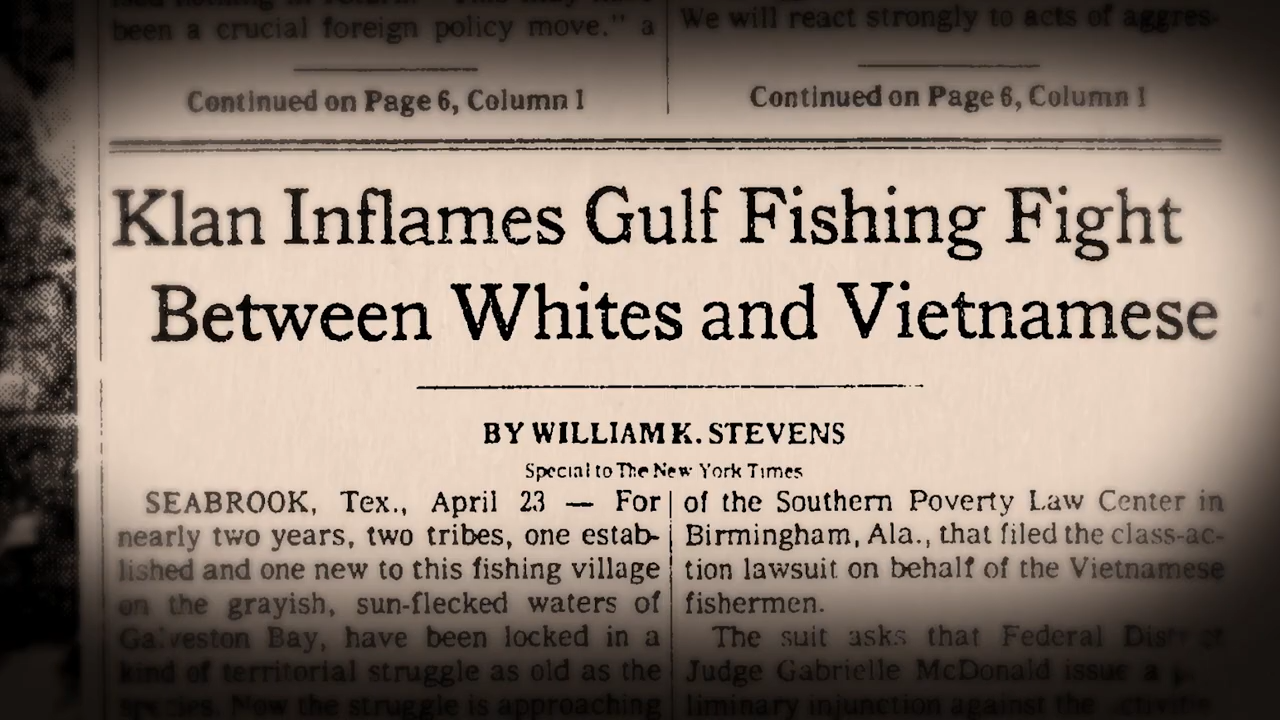 been a crucial foreign policy move." a
Continued on Page 6, Column 1
We will react strongly to acts of aggres-
Continued on Page 6, Column 1
Klan Inflames Gulf Fishing Fight
Between Whites and Vietnamese
BY WILLIAM K. STEVENS
Special to The New York Times
SEABROOK, Tex., April 23 — For
nearly two years, two tribes, one estab-
lished and one new to this fishing village
on the grayish, sun-flecked waters of
Galveston Bay, have been locked in a
kind of territorial struggle as old as the
species. Now the struggle is approaching
of the Southern Poverty Law Center in
Birmingham, Ala., that filed the class-ac-
tion lawsuit on behalf of the Vietnamese
fishermen.
The suit asks that Federal District
Judge Gabrielle McDonald issue a
liminary injunction against the